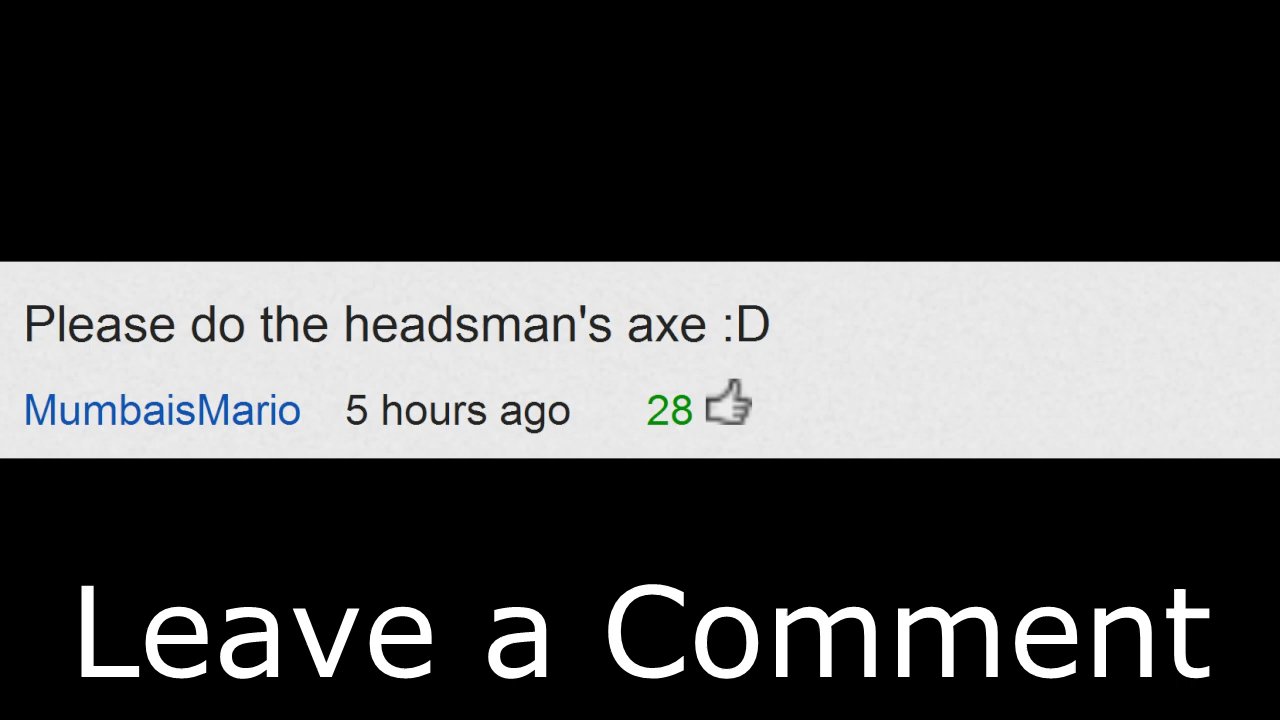 Please do the headsman's axe :D
MumbaisMario 5 hours ago 28
Leave a Comment